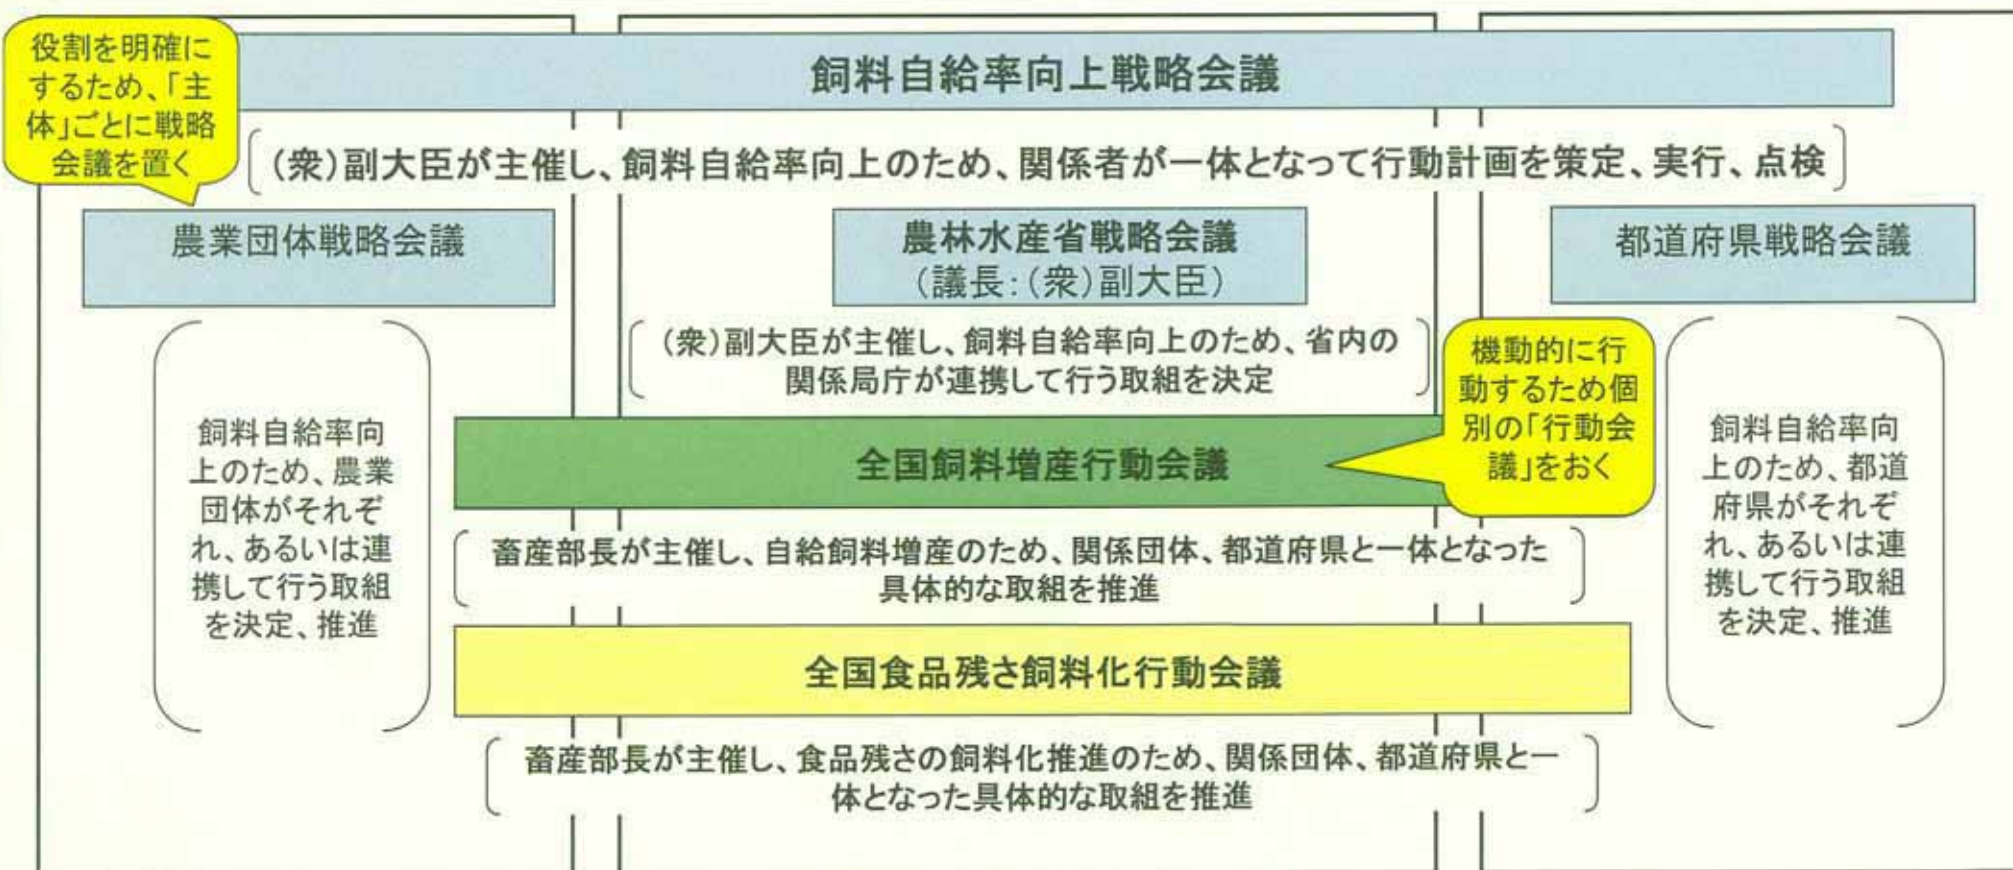 役割を明確に
するため、「主
体」ごとに戦略
会議を置く
飼料自給率向上戦略会議
(衆)副大臣が主催し、飼料自給率向上のため、関係者が一体となって行動計画を策定、実行、点検
農業団体戦略会議
飼料自給率向
上のため、農業
団体がそれぞ
れ、あるいは連
携して行う取組
を決定、推進
農林水産省戦略会議
(議長:(衆)副大臣)
(衆)副大臣が主催し、飼料自給率向上のため、省内の
関係局庁が連携して行う取組を決定
都道府県戦略会議
飼料自給率向
上のため、都道
府県がそれぞ
れ、あるいは連
携して行う取組
を決定、推進
機動的に行
動するため個
別の「行動会
議」をおく
全国飼料増産行動会議
畜産部長が主催し、自給飼料増産のため、関係団体、都道府県と一体となった
具体的な取組を推進
全国食品残さ飼料化行動会議
畜産部長が主催し、食品残さの飼料化推進のため、関係団体、都道府県と一
体となった具体的な取組を推進